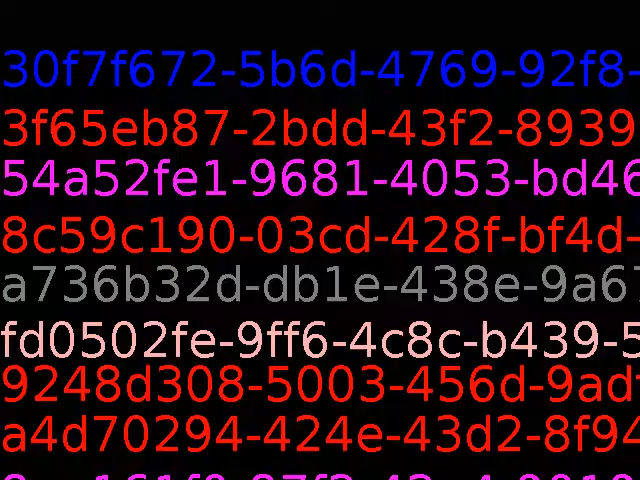 30f7f672-5b6d-4769-92f8-
3f65eb87-2bdd-43f2-8939
54a52fe1-9681-4053-bd46
8c59c190-03cd-428f-bf4d-
a736b32d-db1e-438e-9a67
fd0502fe-9ff6-4c8c-b439-5
9248d308-5003-456d-9ad
a4d70294-424e-43d2-8f94